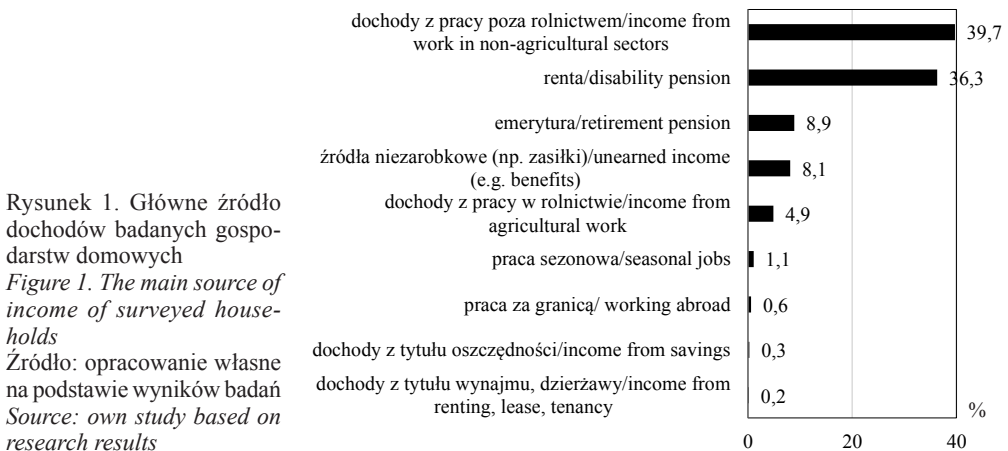 Rysunek 1. Główne źródło
dochodów badanych gospo-
darstw domowych
Figure 1. The main source of
income of surveyed house-
holds
Źródło: opracowanie własne
na podstawie wyników badań
Source: own study based on
research results
dochody z pracy poza rolnictwem/income from
work in non-agricultural sectors
39,7
renta/disability pension
36,3
emerytura/retirement pension
8,9
źródła niezarobkowe (np. zasiłki)/unearned income
(e.g. benefits)
8,1
dochody z pracy w rolnictwie/income from
agricultural work
4,9
praca sezonowa/seasonal jobs
1,1
praca za granicą/ working abroad
0,6
dochody z tytułu oszczędności/income from savings
0,3
dochody z tytułu wynajmu, dzierżawy/income from
renting, lease, tenancy
0,2
%
0 20 40